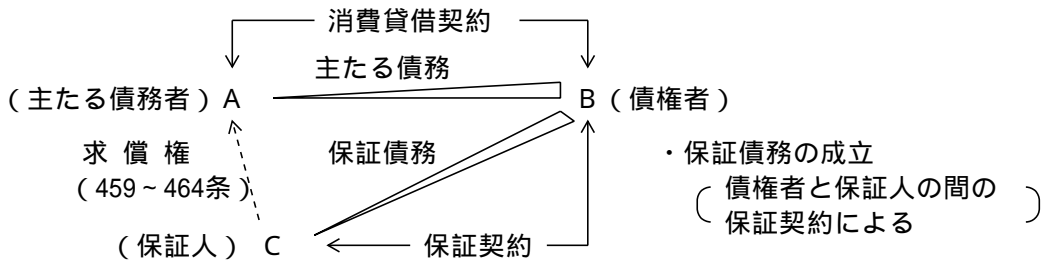 消費貸借契約
主たる債務
（主たる債務者）A
B（債権者）
求償権
（459～464条）
保証債務
・保証債務の成立
債権者と保証人の間の
保証契約による
（保証人）C
保証契約